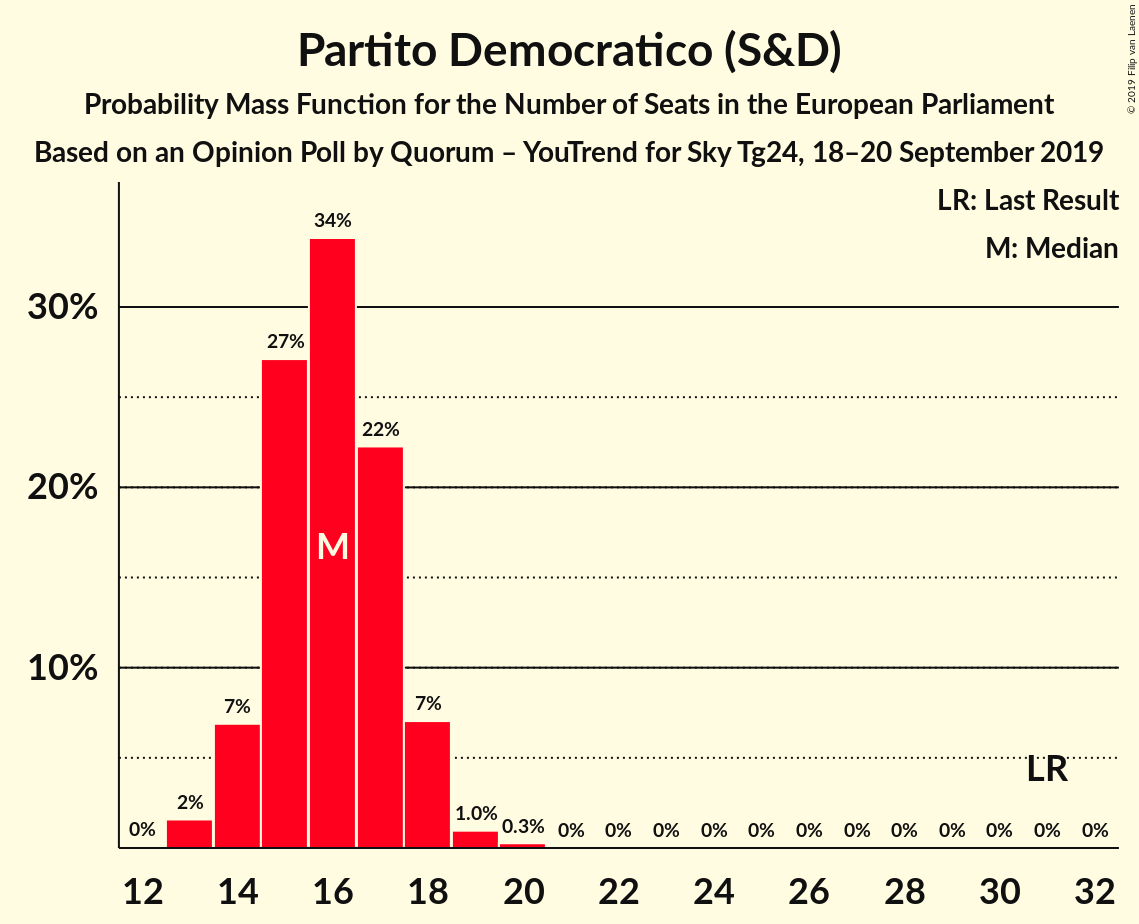 Partito Democratico (S&D)
Probability Mass Function for the Number of Seats in the European Parliament
Based on an Opinion Poll by Quorum – YouTrend for Sky Tg24, 18–20 September 2019
© 2019 Filip van Laenen
LR: Last Result
M: Median
34%
30%
27%
22%
20%
M
10%
7%
7%
LR
2%
1.0%
0%
0.3%
0% 0% 0% 0% 0% 0% 0% 0% 0% 0% 0% 0%
12 14 16 18 20 22 24 26 28 30 32